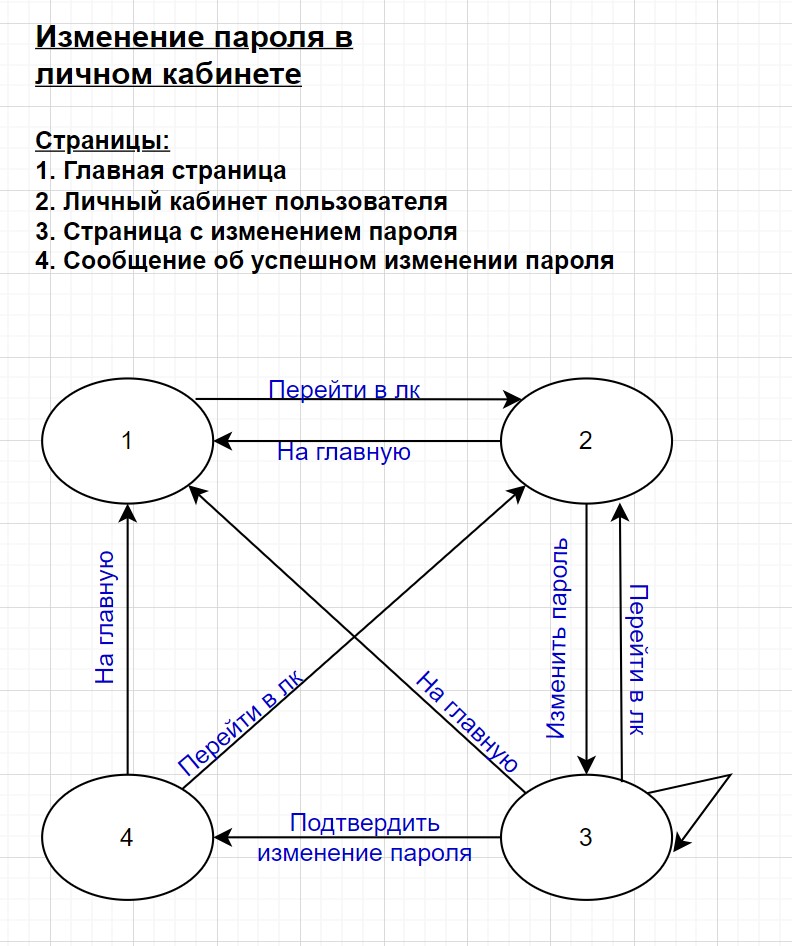 Изменение пароля в
личном кабинете
Страницы:
1. Главная страница
2. Личный кабинет пользователя
3. Страница с изменением пароля
4. Сообщение об успешном изменении пароля
Перейти в лк
1
2
На главную
На главную
Перейти в лк
На главную
Изменить пароль
Перейти в лк
4
Подтвердить
изменение пароля
3